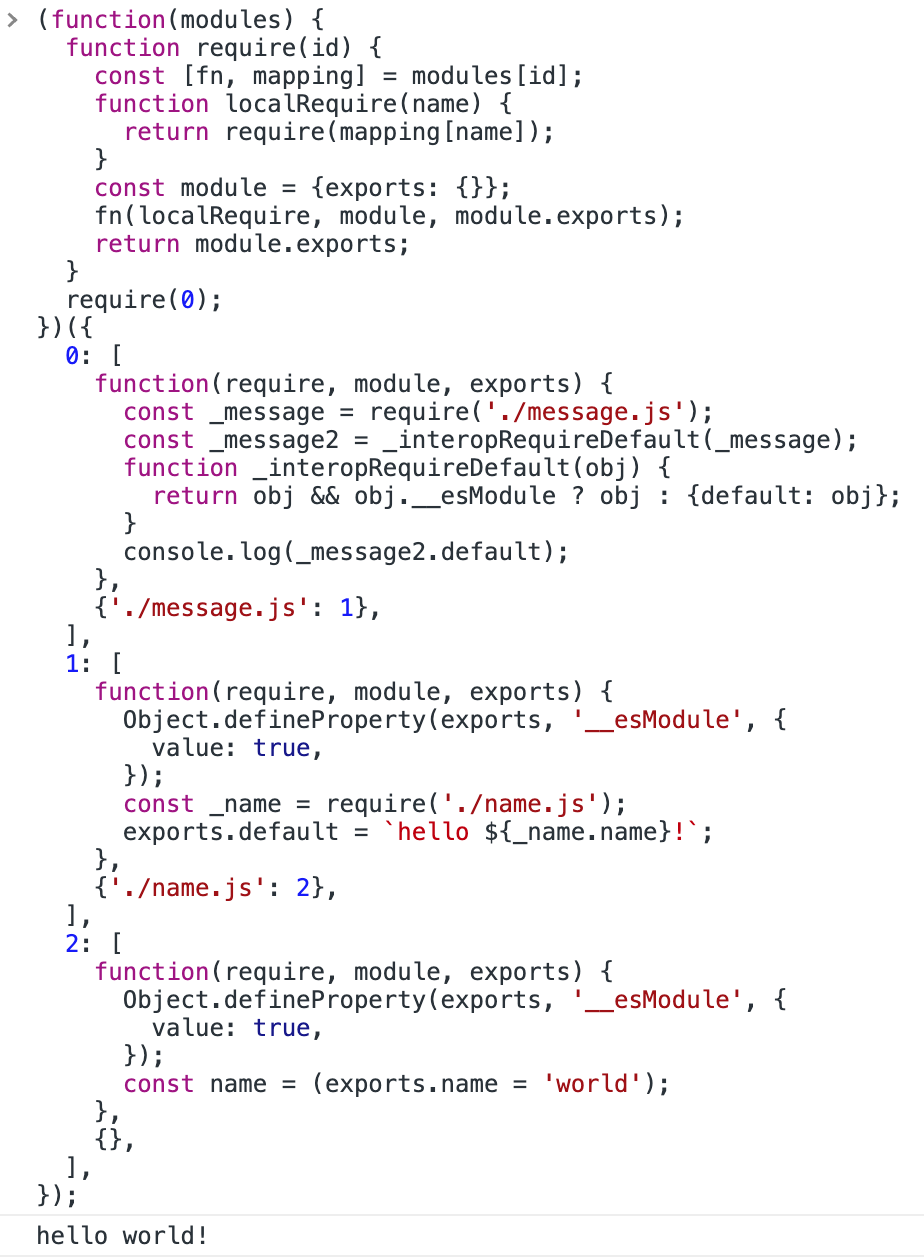 > (function(modules) {
  function require(id) {
    const [fn, mapping] = modules[id];
    function localRequire(name) {
      return require(mapping[name]);
    }
    const module = {exports: {}};
    fn(localRequire, module, module.exports);
    return module.exports;
  }
  require(0);
})({
  0: [
    function(require, module, exports) {
      const _message = require('./message.js');
      const _message2 = _interopRequireDefault(_message);
      function _interopRequireDefault(obj) {
        return obj && obj.__esModule ? obj : {default: obj};
      }
      console.log(_message2.default);
    },
    {'./message.js': 1},
  ],
  1: [
    function(require, module, exports) {
      Object.defineProperty(exports, '__esModule', {
        value: true,
      });
      const _name = require('./name.js');
      exports.default = `hello ${_name.name}!`;
    },
    {'./name.js': 2},
  ],
  2: [
    function(require, module, exports) {
      Object.defineProperty(exports, '__esModule', {
        value: true,
      });
      const name = (exports.name = 'world');
    },
    {},
  ],
});
hello world!